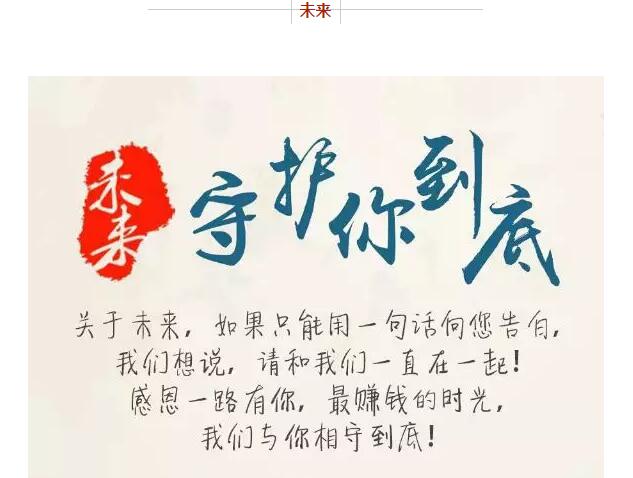 未来
未来
守护你到底
关于未来，如果只能用一句话向您告白，
我们想说，请和我们一直在一起！
感恩一路有你，最赚钱的时光，
我们与你相守到底！